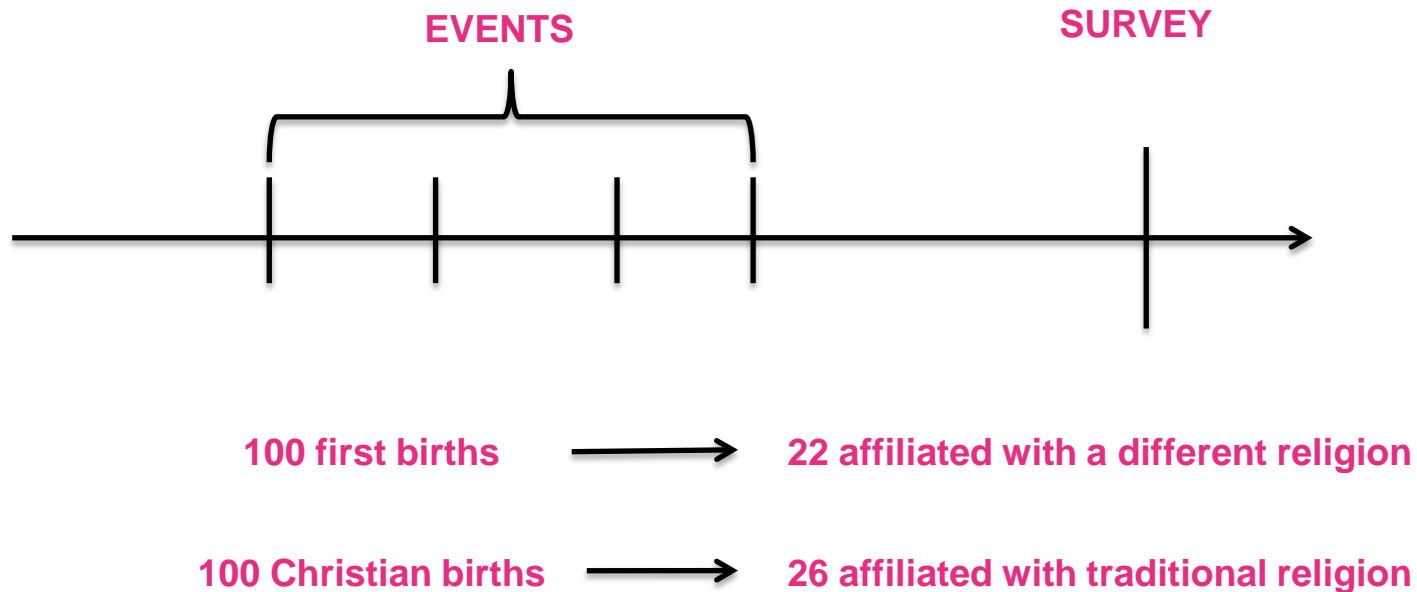 EVENTS
SURVEY
100 first births
22 affiliated with a different religion
100 Christian births
26 affiliated with traditional religion